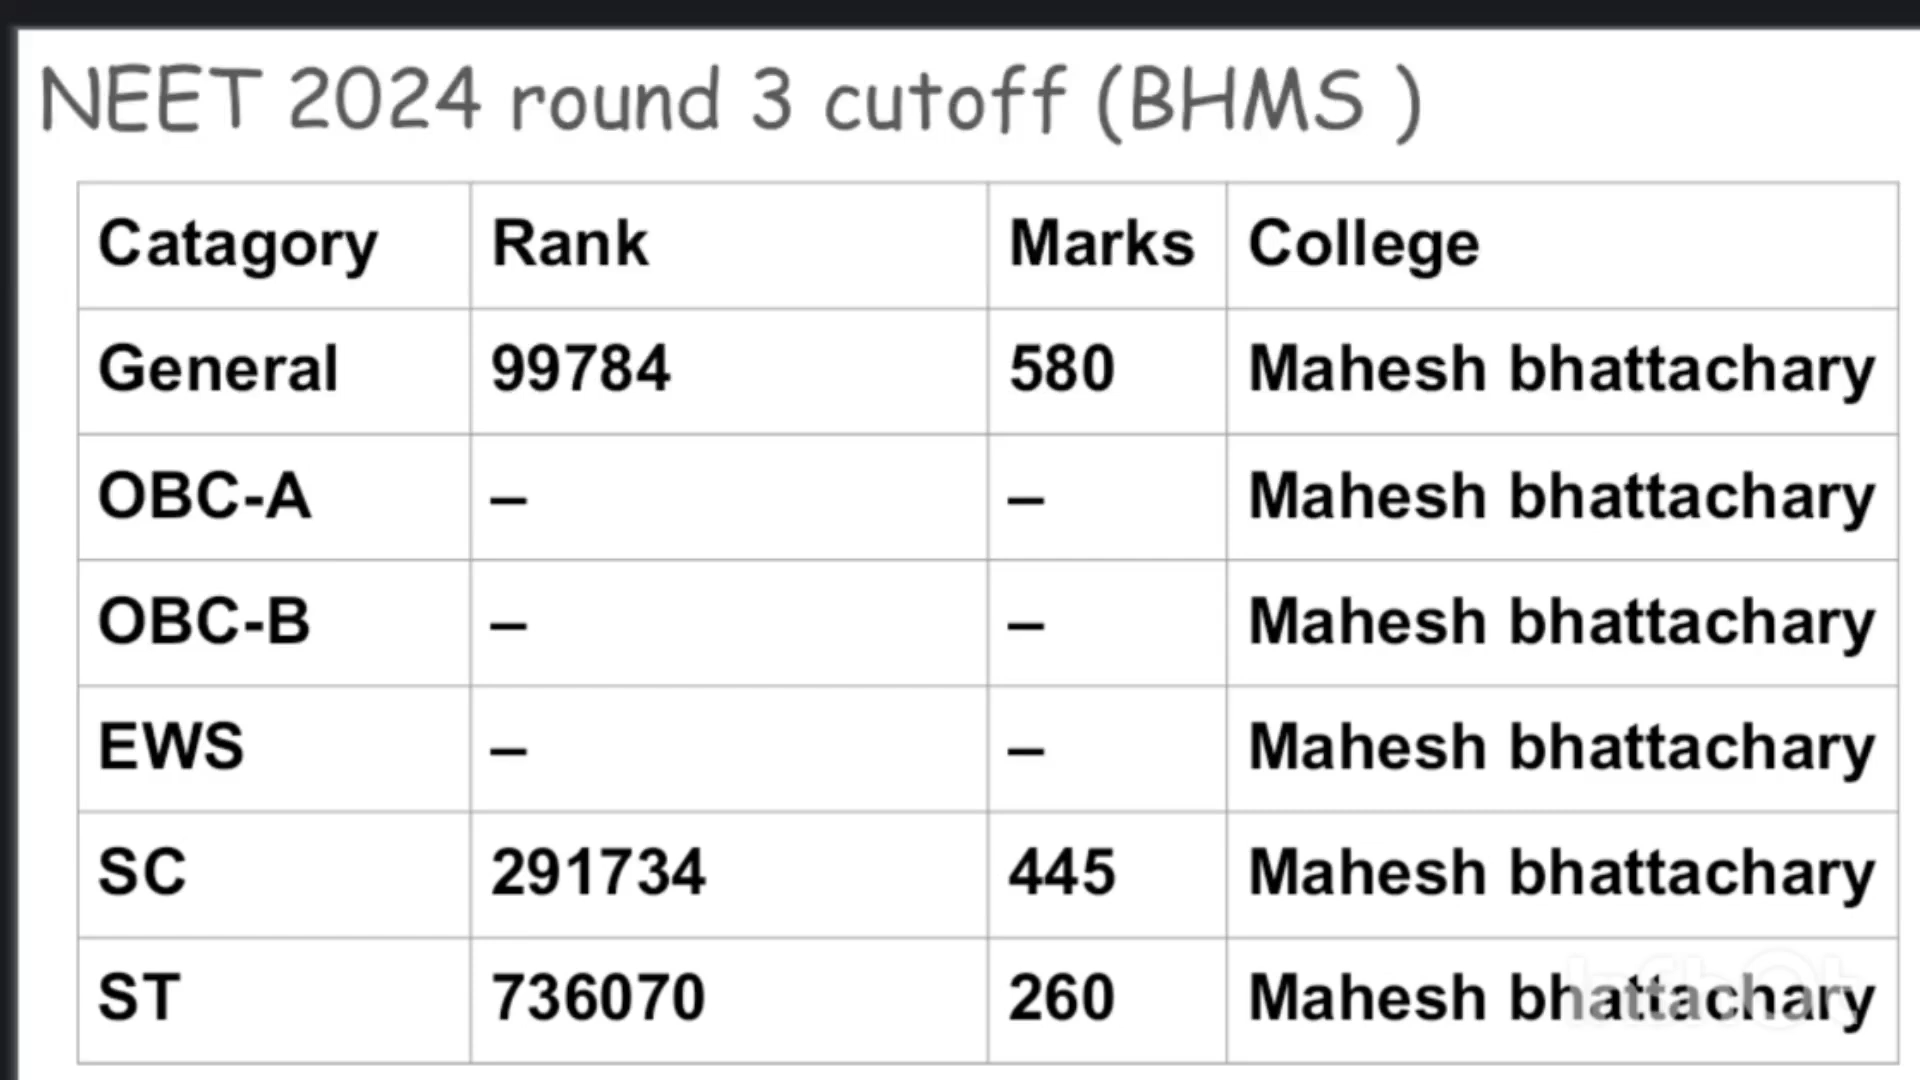 NEET 2024 round 3 cutoff (BHMS )
Catagory Rank Marks College
General 99784 580 Mahesh bhattachary
OBC-A – – Mahesh bhattachary
OBC-B – – Mahesh bhattachary
EWS – – Mahesh bhattachary
SC 291734 445 Mahesh bhattachary
ST 736070 260 Mahesh bhattachary